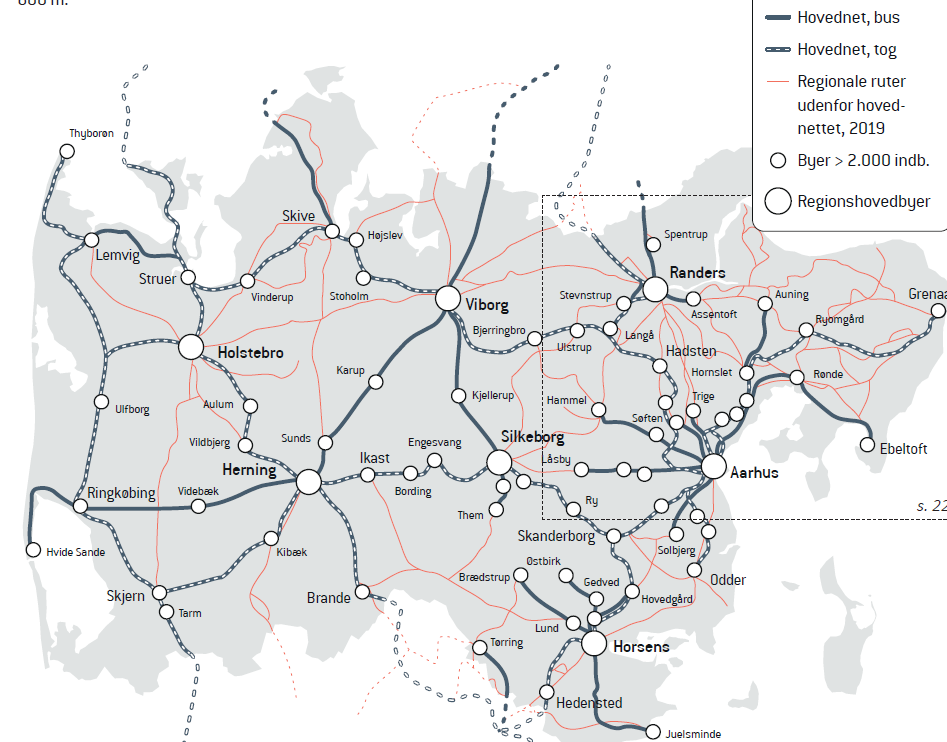 Hovednet, bus
Hovednet, tog
Regionale ruter
udenfor hoved-
nettet, 2019
Byer > 2.000 indb.
Regionshovedbyer
Thyborøn
Lemvig
Struer
Skive
Højslev
Vinderup
Stoholm
Viborg
Spentrup
Randers
Stevnstrup
Assentoft
Auning
Ryomgård
Bjerringbro
Ulstrup
Langå
Holstebro
Hadsten
Hornslet
Rønde
Karup
Kjellerup
Hammel
Trige
Ulfborg
Aulum
Søften
Ebeltoft
Vildbjerg
Sunds
Engesvang
Silkeborg
Herning
Ikast
Låsby
Aarhus
Bording
Ringkøbing
Videbæk
Them
Ry
s. 22
Skanderborg
Solbjerg
Hvide Sande
Kibæk
Østbirk
Brædstrup
Gedved
Odder
Skjern
Brande
Hovedgård
Tarm
Lund
Tørring
Horsens
Hedensted
Juelsminde